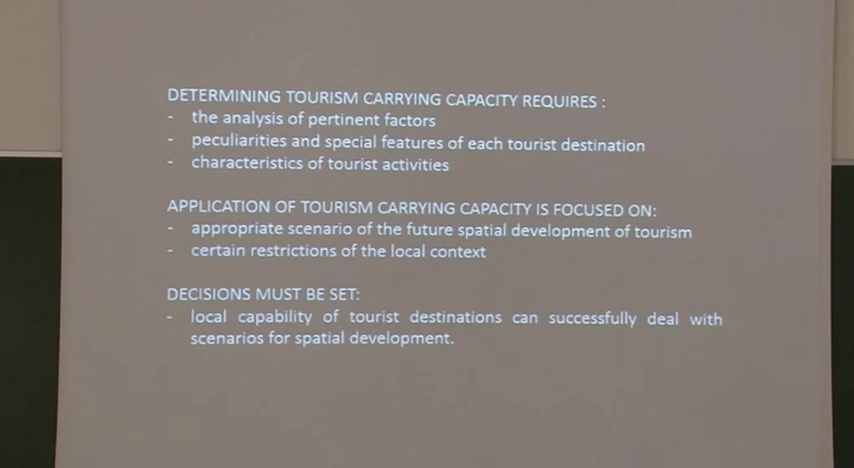 DETERMINING TOURISM CARRYING CAPACITY REQUIRES :
- the analysis of pertinent factors
- peculiarities and special features of each tourist destination
- characteristics of tourist activities
APPLICATION OF TOURISM CARRYING CAPACITY IS FOCUSED ON:
- appropriate scenario of the future spatial development of tourism
- certain restrictions of the local context
DECISIONS MUST BE SET:
- local capability of tourist destinations can successfully deal with
scenarios for spatial development.